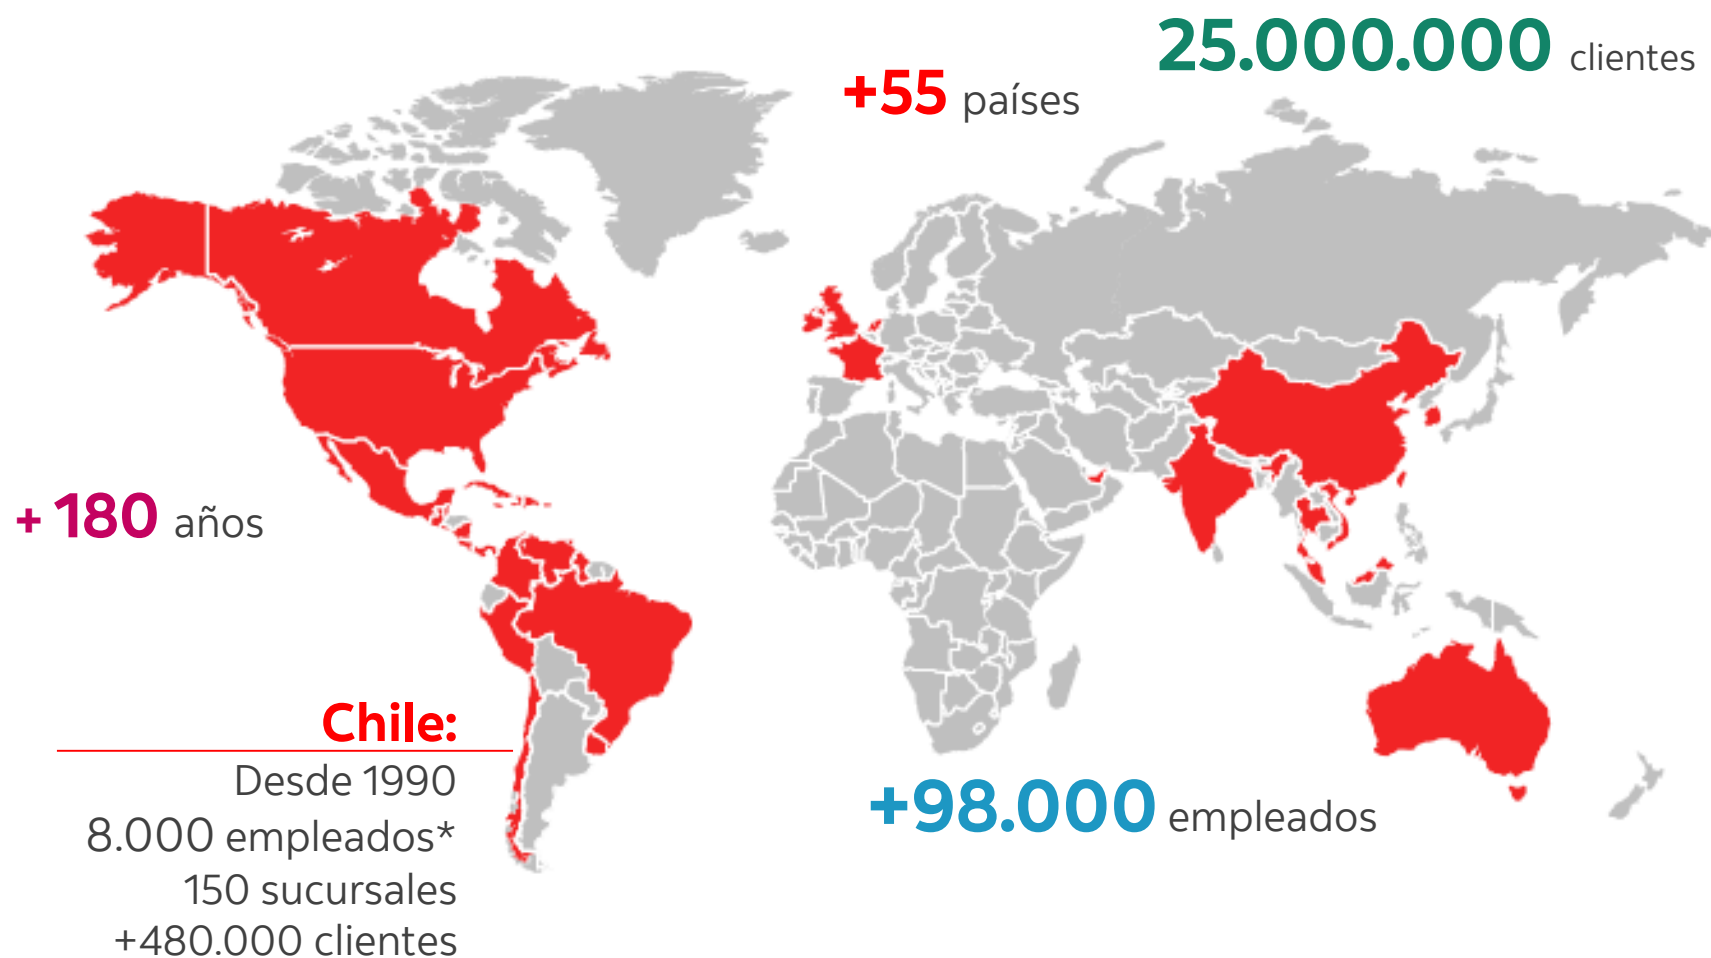 25.000.000 clientes
+55 países
+ 180 años
Chile:
Desde 1990
8.000 empleados*
150 sucursales
+480.000 clientes
+98.000 empleados